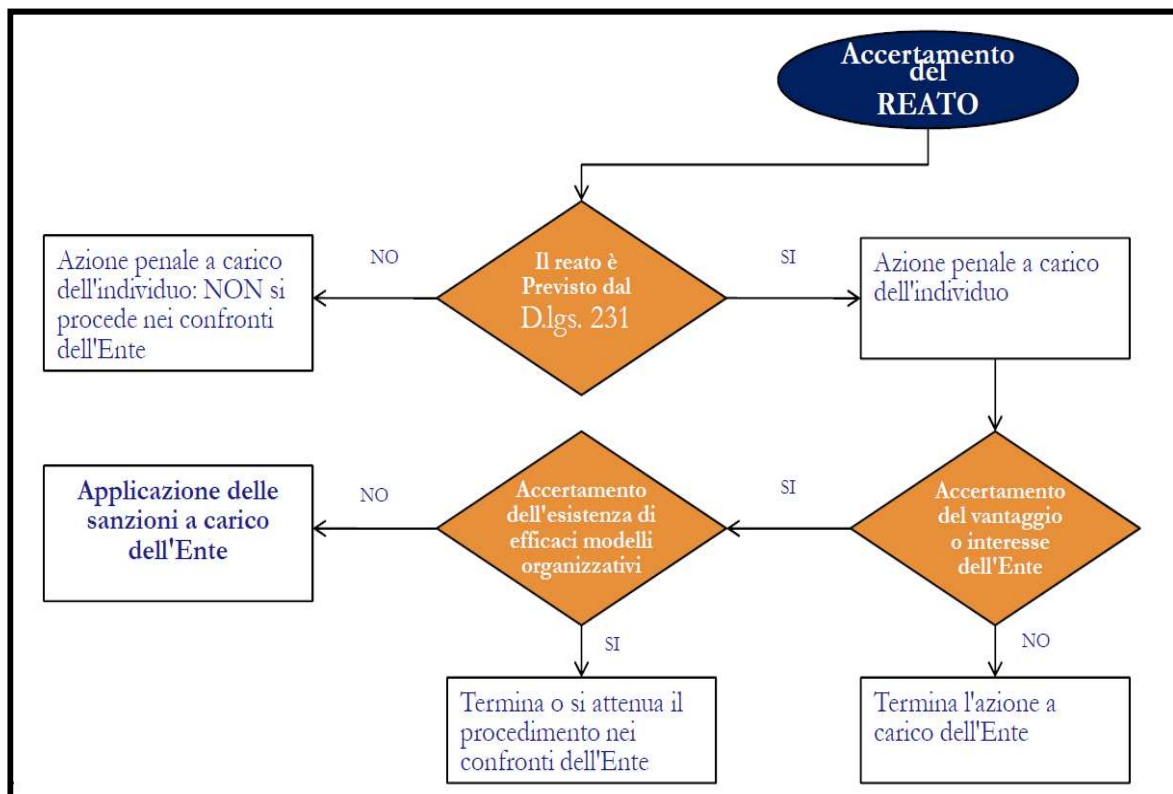 Accertamento
del
REATO
NO
Il reato è
Previsto dal
D.lgs. 231
SI
Azione penale a carico
dell'individuo: NON si
procede nei confronti
dell'Ente
Azione penale a carico
dell'individuo
Applicazione delle
sanzioni a carico
dell'Ente
NO
Accertamento
dell'esistenza di
efficaci modelli
organizzativi
SI
Accertamento
del vantaggio
o interesse
dell'Ente
SI
NO
Termina o si attenua il
procedimento nei
confronti dell'Ente
Termina l'azione a
carico dell'Ente